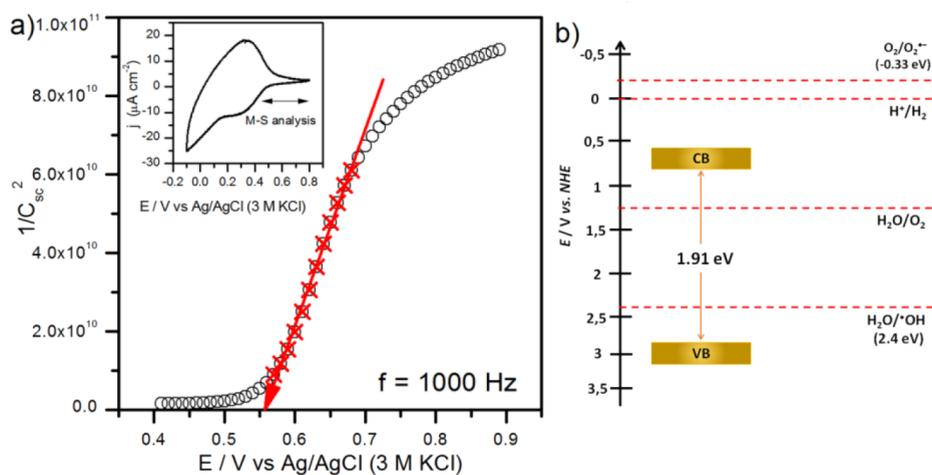 a)
1/C_sc^2
1.0x10^11
8.0x10^10
6.0x10^10
4.0x10^10
2.0x10^10
0.0
0.4 0.5 0.6 0.7 0.8 0.9
E / V vs Ag/AgCl (3 M KCl)
f = 1000 Hz
j (µA cm^-2)
20
10
0
-10
-20
-30
-0.2 0.0 0.2 0.4 0.6 0.8
E / V vs Ag/AgCl (3 M KCl)
M-S analysis
b)
E / V vs. NHE
-0,5
0
0,5
1
1,5
2
2,5
3
3,5
O₂/O₂•⁻
(-0.33 eV)
H⁺/H₂
CB
H₂O/O₂
1.91 eV
H₂O/•OH
(2.4 eV)
VB